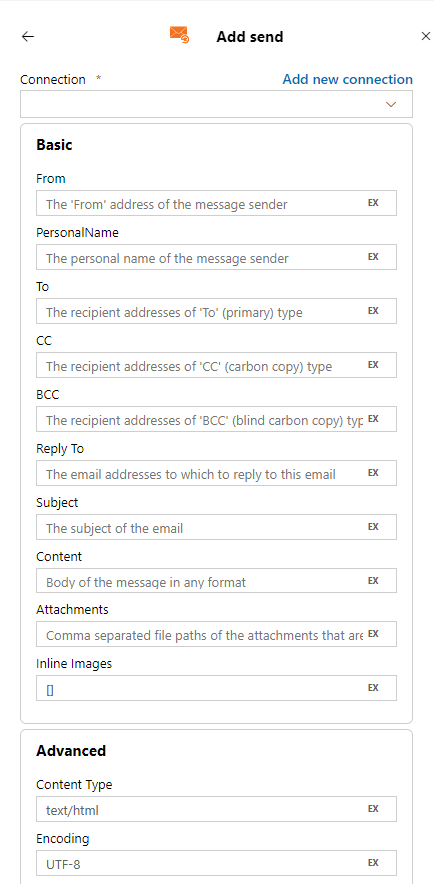 Add send
Connection *
Add new connection
Basic
From
The 'From' address of the message sender EX
PersonalName
The personal name of the message sender EX
To
The recipient addresses of 'To' (primary) type EX
CC
The recipient addresses of 'CC' (carbon copy) type EX
BCC
The recipient addresses of 'BCC' (blind carbon copy) typ EX
Reply To
The email addresses to which to reply to this email EX
Subject
The subject of the email EX
Content
Body of the message in any format EX
Attachments
Comma separated file paths of the attachments that are EX
Inline Images
[] EX
Advanced
Content Type
text/html EX
Encoding
UTF-8 EX